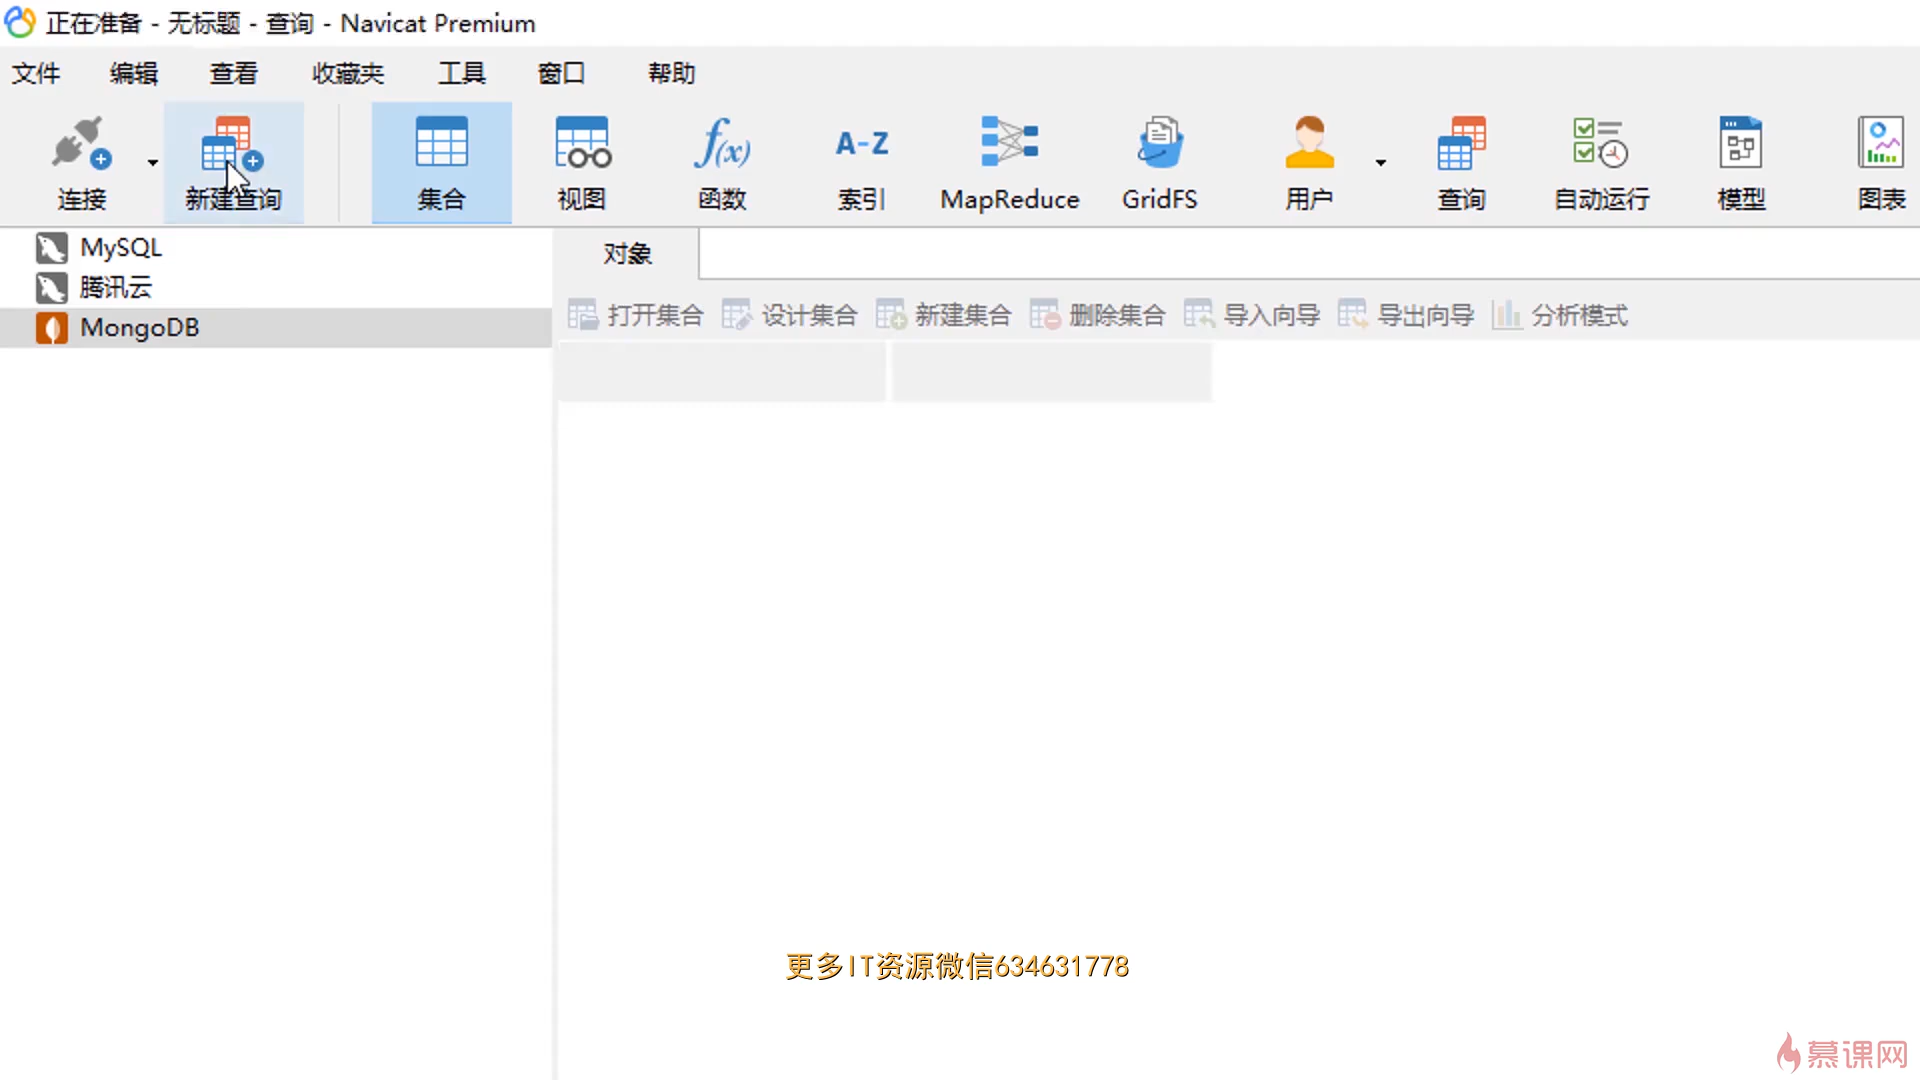 正在准备 - 无标题 - 查询 - Navicat Premium
文件 编辑 查看 收藏夹 工具 窗口 帮助
连接 新建查询 集合 视图 函数 索引 MapReduce GridFS 用户 查询 自动运行 模型 图表
f(x) A-Z
MySQL
腾讯云
MongoDB
对象
打开集合 设计集合 新建集合 删除集合 导入向导 导出向导 分析模式
更多IT资源微信634631778
慕课网